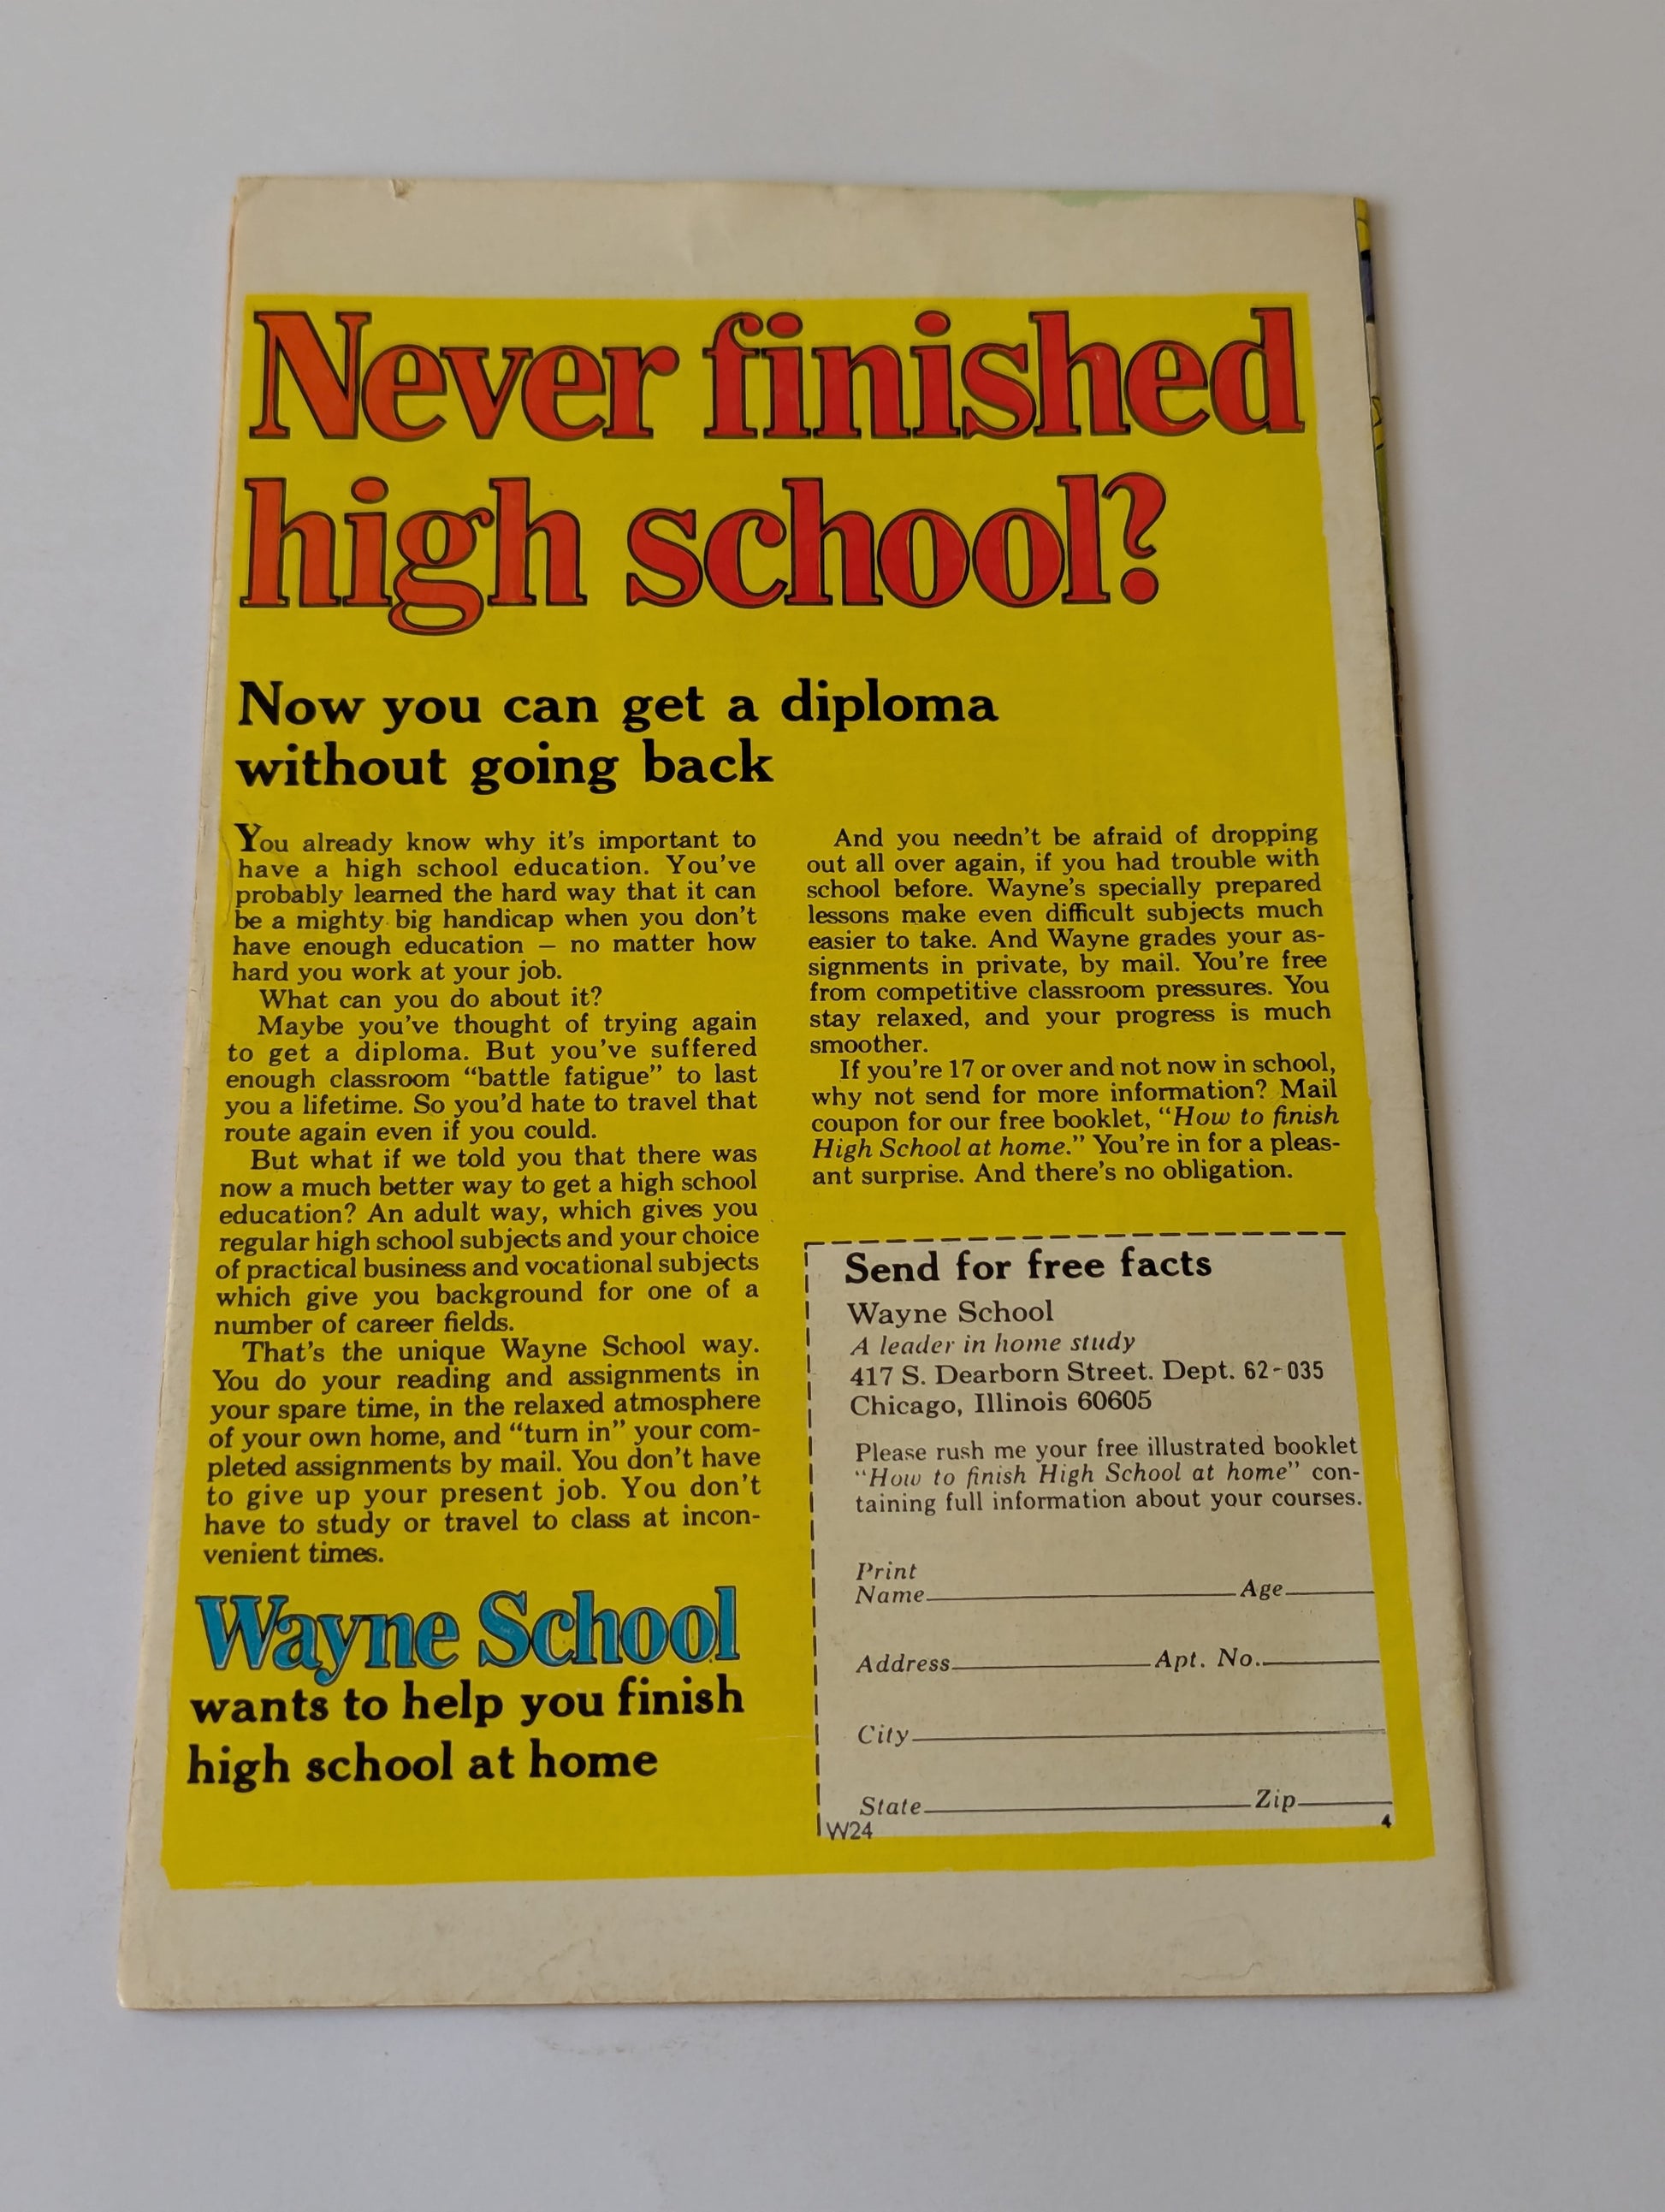 Never finished
high school?
Now you can get a diploma
without going back
You already know why it's important to
have a high school education. You've
probably learned the hard way that it can
be a mighty big handicap when you don't
have enough education — no matter how
hard you work at your job.
What can you do about it?
Maybe you've thought of trying again
to get a diploma. But you've suffered
enough classroom "battle fatigue" to last
you a lifetime. So you'd hate to travel that
route again even if you could.
But what if we told you that there was
now a much better way to get a high school
education? An adult way, which gives you
regular high school subjects and your choice
of practical business and vocational subjects
which give you background for one of a
number of career fields.
That's the unique Wayne School way.
You do your reading and assignments in
your spare time, in the relaxed atmosphere
of your own home, and "turn in" your com-
pleted assignments by mail. You don't have
to give up your present job. You don't
have to study or travel to class at incon-
venient times.
Wayne School
wants to help you finish
high school at home
And you needn't be afraid of dropping
out all over again, if you had trouble with
school before. Wayne's specially prepared
lessons make even difficult subjects much
easier to take. And Wayne grades your as-
signments in private, by mail. You're free
from competitive classroom pressures. You
stay relaxed, and your progress is much
smoother.
If you're 17 or over and not now in school,
why not send for more information? Mail
coupon for our free booklet, "How to finish
High School at home." You're in for a pleas-
ant surprise. And there's no obligation.
Send for free facts
Wayne School
A leader in home study
417 S. Dearborn Street. Dept. 62-035
Chicago, Illinois 60605
Please rush me your free illustrated booklet
"How to finish High School at home" con-
taining full information about your courses.
Print
Name Age
Address Apt. No.
City
State Zip
W24 4